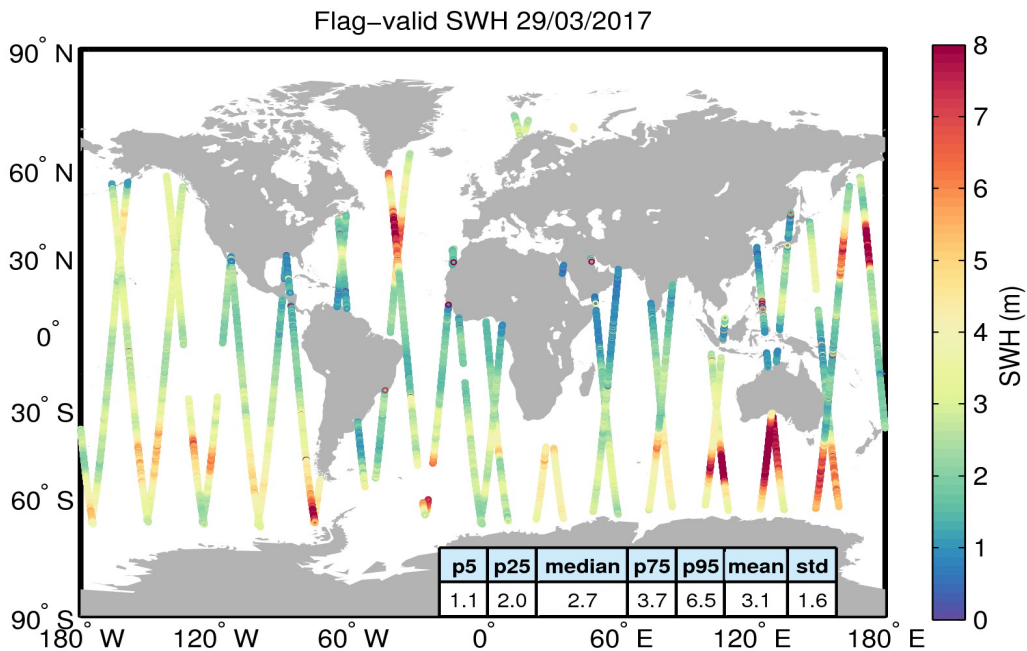 Flag−valid SWH 29/03/2017
90° N
60° N
30° N
0°
30° S
60° S
90° S
180° W
120° W
60° W
0°
60° E
120° E
180° E
8
7
6
5
4
3
2
1
0
SWH (m)
p5 p25 median p75 p95 mean std
1.1 2.0 2.7 3.7 6.5 3.1 1.6